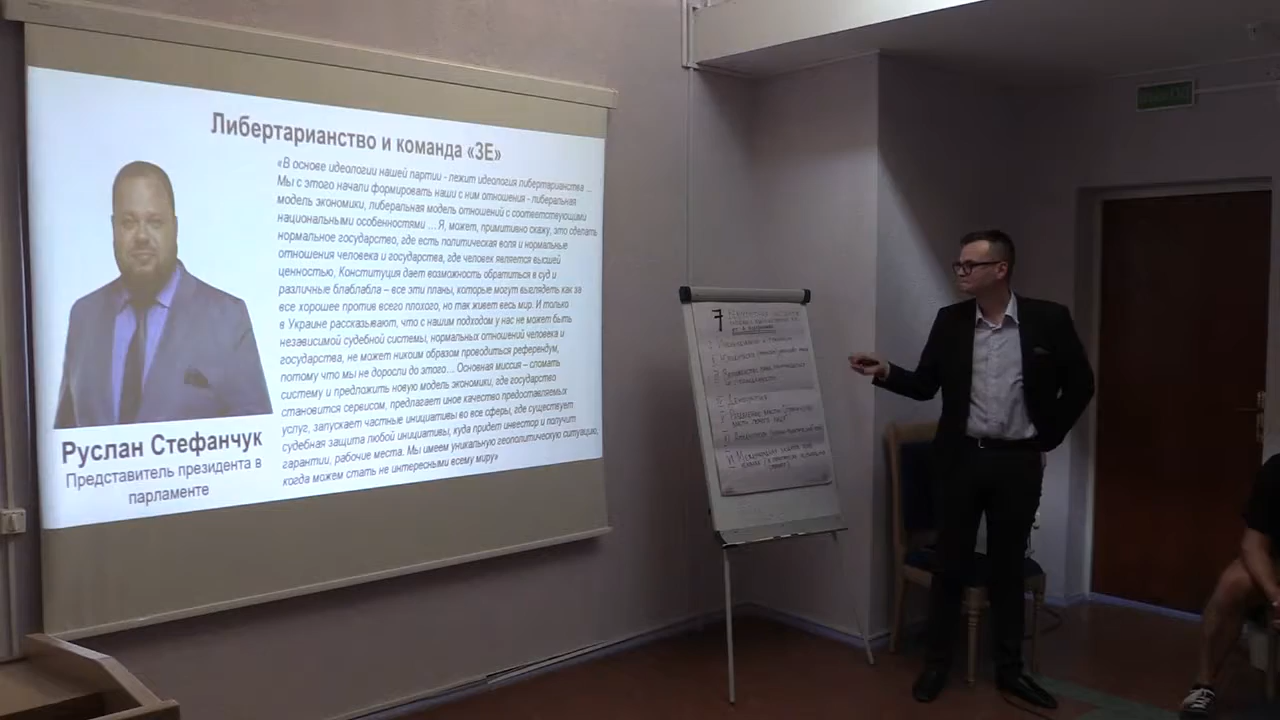 Либертарианство и команда «ЗЕ»
«В основе идеологии нашей партии - лежит идеология либертарианства ...
Мы с этого начали формировать наши с ним отношения - либеральная
модель экономики, либеральная модель отношений с соответствующими
национальными особенностями ... Я, может, примитивно скажу, это сделать
нормальное государство, где есть политическая воля и нормальные
отношения человека и государства, где человек является высшей
ценностью. Конституция дает возможность обратиться в суд и
различные блаблабла – все эти планы, которые могут выглядеть как за
все хорошее против всего плохого, но так живет весь мир. И только
в Украине рассказывают, что с нашим подходом у нас не может быть
независимой судебной системы, нормальных отношений человека и
государства, не может никоим образом проводиться референдум,
потому что мы не доросли до этого... Основная миссия – сломать
систему и предложить новую модель экономики, где государство
становится сервисом, предлагает иное качество предоставляемых
услуг, запускает частные инициативы во все сферы, где существует
судебная защита любой инициативы, куда придет инвестор и получит
гарантии, рабочие места. Мы имеем уникальную геополитическую ситуацию,
когда можем стать не интересными всему миру»
Руслан Стефанчук
Представитель президента в
парламенте
7